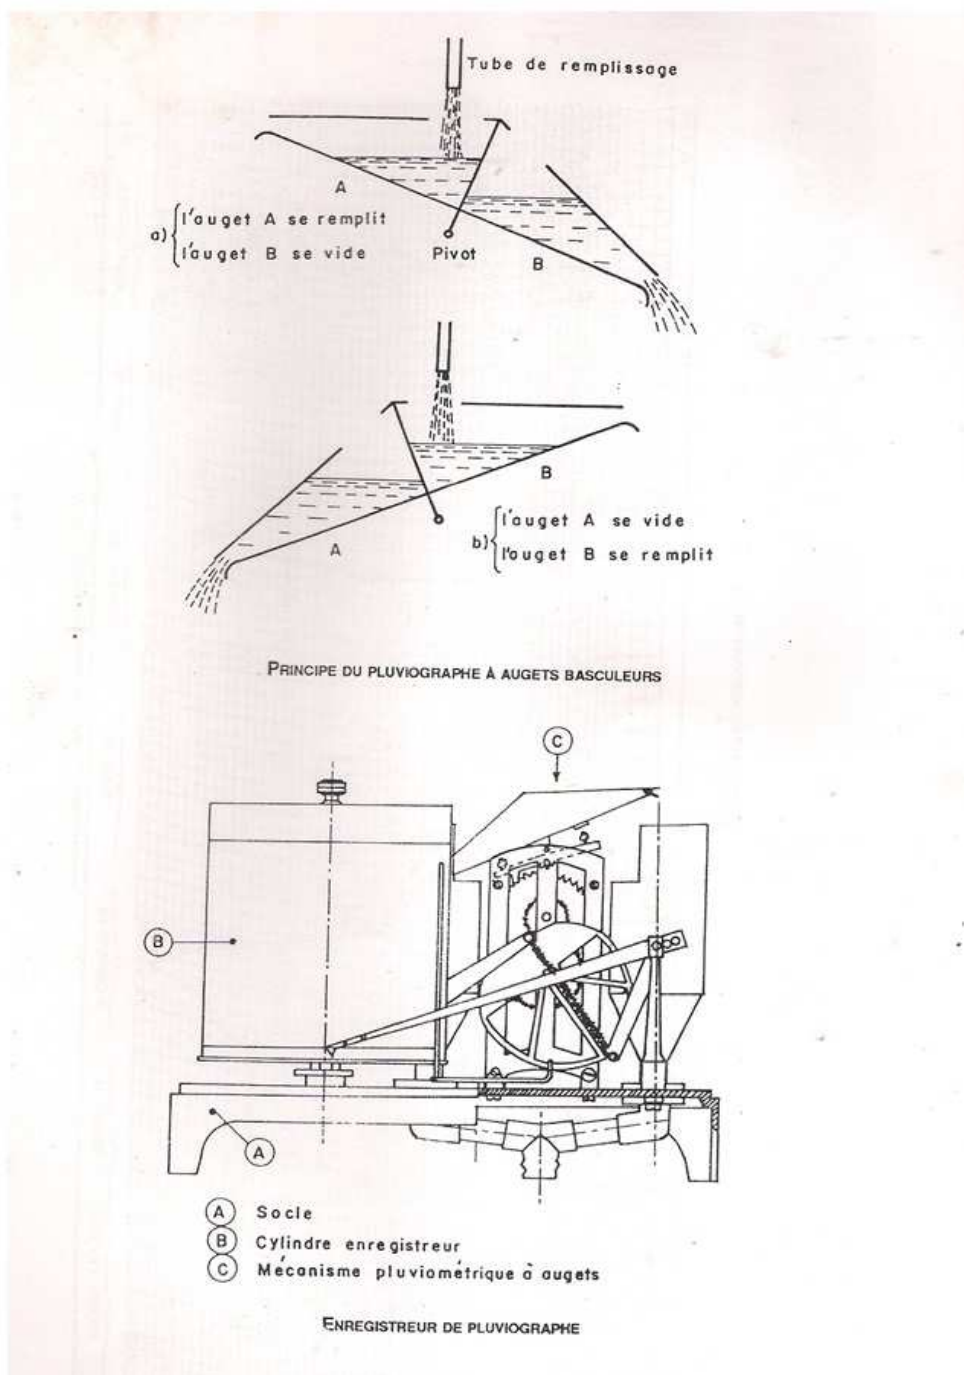 Tube de remplissage
A
a) { l'auget A se remplit
l'auget B se vide
Pivot
B
B
A
b) { l'auget A se vide
l'auget B se remplit
PRINCIPE DU PLUVIOGRAPHE À AUGETS BASCULEURS
C
B
A
A Socle
B Cylindre enregistreur
C Mécanisme pluviométrique à augets
ENREGISTREUR DE PLUVIOGRAPHE